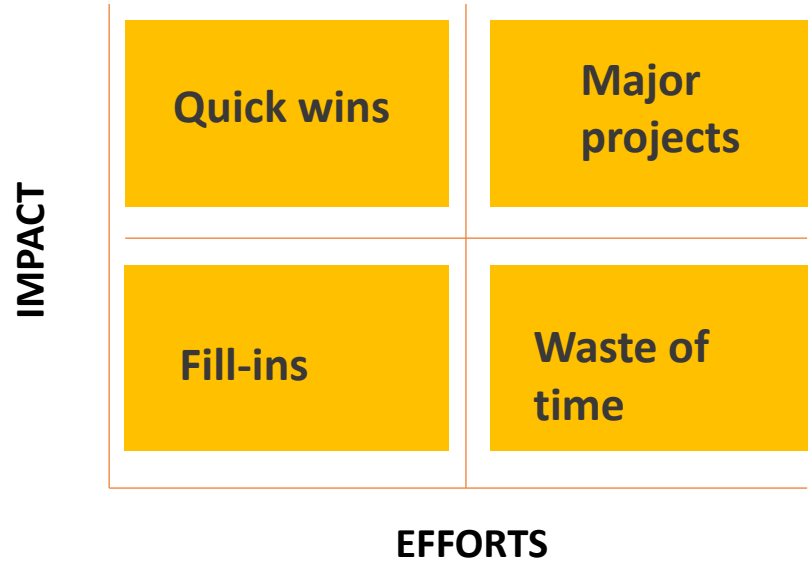 Quick wins
Major
projects
IMPACT
Fill-ins
Waste of
time
EFFORTS